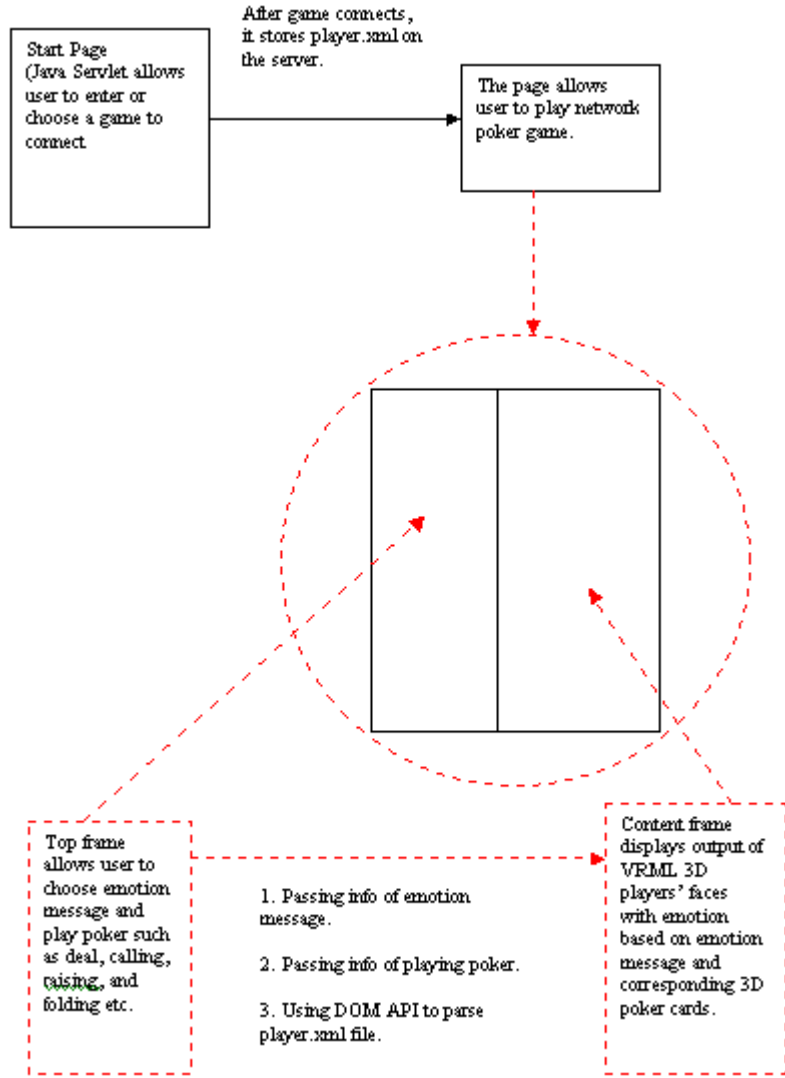 After game connects,
it stores player.xml on
the server.
Start Page
(Java Servlet allows
user to enter or
choose a game to
connect
The page allows
user to play network
poker game.
Top frame
allows user to
choose emotion
message and
play poker such
as deal, calling,
raising, and
folding etc.
1. Passing info of emotion
message.
2. Passing info of playing poker.
3. Using DOM API to parse
player.xml file.
Content frame
displays output of
VRML 3D
players’ faces
with emotion
based on emotion
message and
corresponding 3D
poker cards.